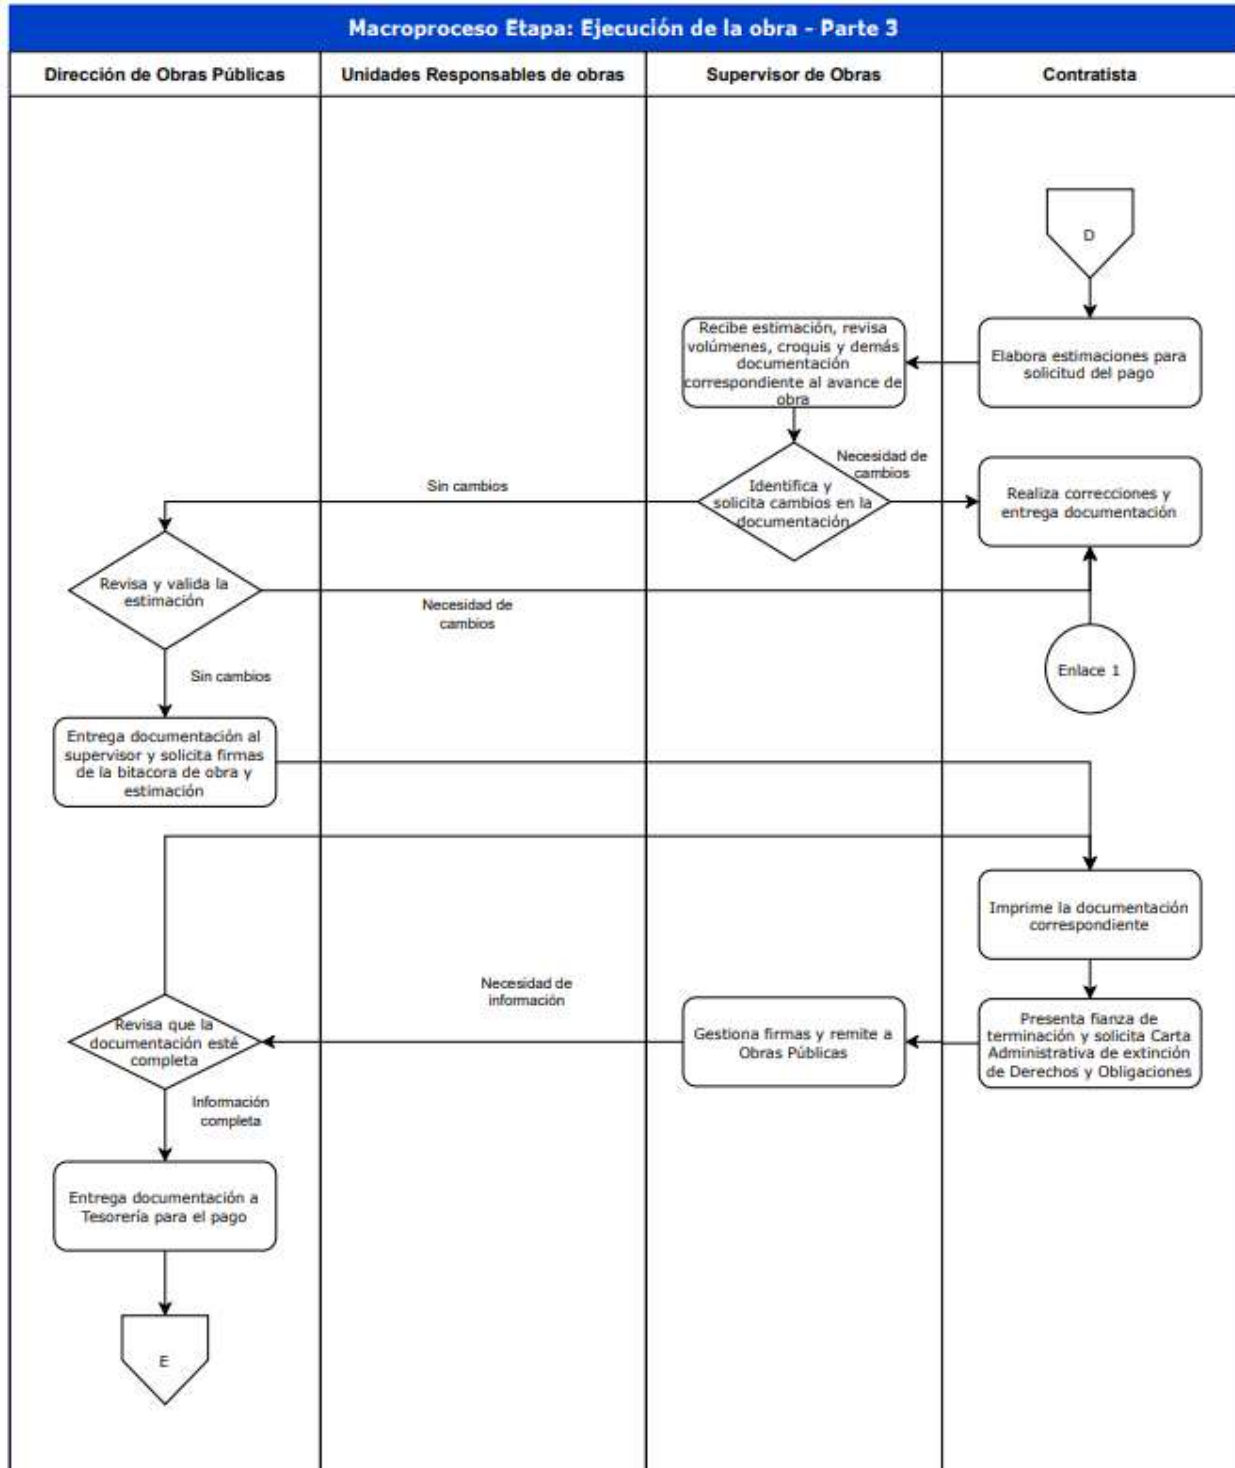 Macroproceso Etapa: Ejecución de la obra - Parte 3
Dirección de Obras Públicas
Unidades Responsables de obras
Supervisor de Obras
Contratista
D
Recibe estimación, revisa
volúmenes, croquis y demás
documentación
correspondiente al avance de
obra
Elabora estimaciones para
solicitud del pago
Sin cambios
Identifica y
solicita cambios en la
documentación
Necesidad de
cambios
Realiza correcciones y
entrega documentación
Revisa y valida la
estimación
Necesidad de
cambios
Enlace 1
Sin cambios
Entrega documentación al
supervisor y solicita firmas
de la bitacora de obra y
estimación
Imprime la documentación
correspondiente
Necesidad de
información
Revisa que la
documentación esté
completa
Gestiona firmas y remite a
Obras Públicas
Presenta fianza de
terminación y solicita Carta
Administrativa de extinción
de Derechos y Obligaciones
Información
completa
Entrega documentación a
Tesorería para el pago
E